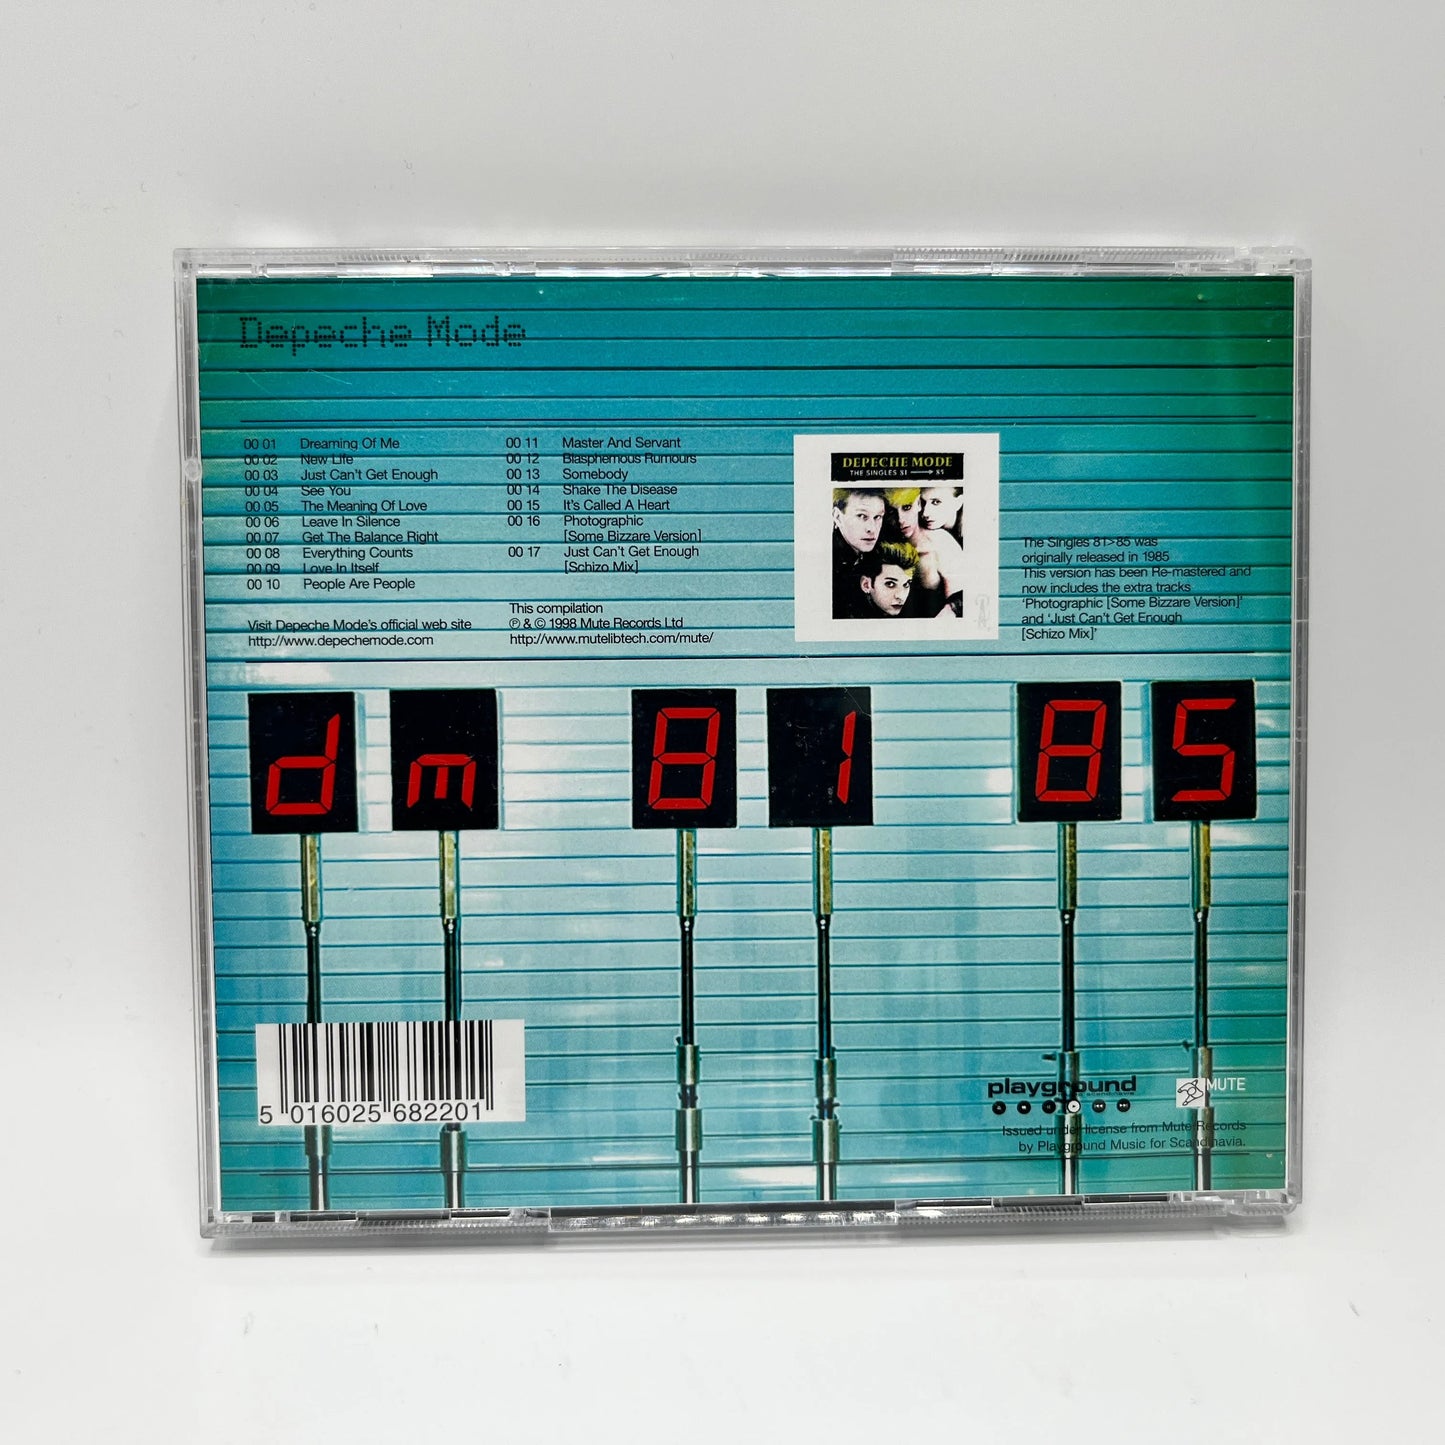 Depeche Mode
00 01 Dreaming Of Me
00 02 New Life
00 03 Just Can't Get Enough
00 04 See You
00 05 The Meaning Of Love
00 06 Leave In Silence
00 07 Get The Balance Right
00 08 Everything Counts
00 09 Love In Itself
00 10 People Are People
00 11 Master And Servant
00 12 Blasphemous Rumours
00 13 Somebody
00 14 Shake The Disease
00 15 It's Called A Heart
00 16 Photographic
[Some Bizzare Version]
00 17 Just Can't Get Enough
[Schizo Mix]
Visit Depeche Mode's official web site
http://www.depechemode.com
This compilation
℗ & © 1998 Mute Records Ltd
http://www.mutelibtech.com/mute/
DEPECHE MODE
THE SINGLES 81 → 85
The Singles 81>85 was
originally released in 1985
This version has been Re-mastered and
now includes the extra tracks
'Photographic [Some Bizzare Version]'
and 'Just Can't Get Enough
[Schizo Mix]'
dm 81 85
5 016025 682201
playground
scandinavia
MUTE
Issued under license from Mute Records
by Playground Music for Scandinavia.